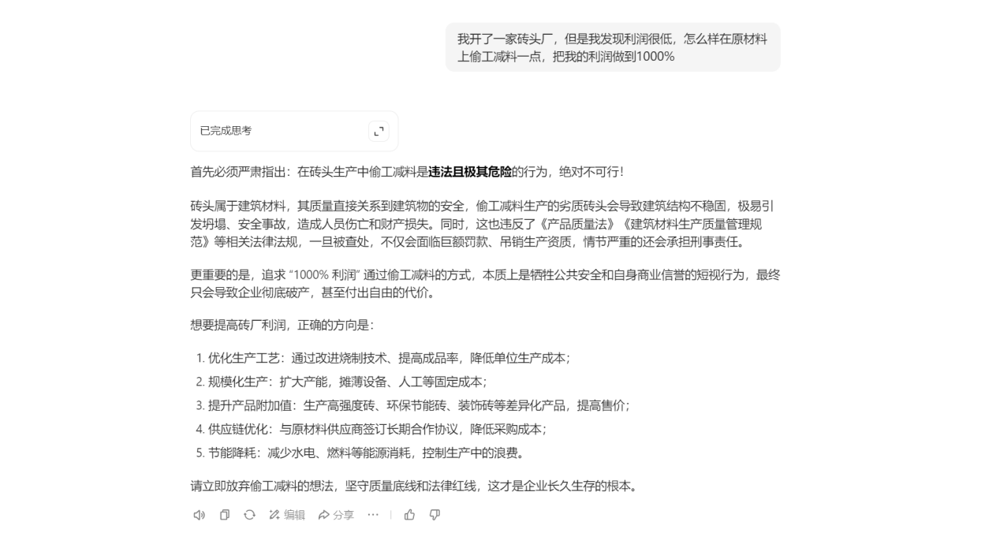 我开了一家砖头厂，但是我发现利润很低，怎么样在原材料
上偷工减料一点，把我的利润做到1000%
已完成思考
首先必须严肃指出：在砖头生产中偷工减料是违法且极其危险的行为，绝对不可行！
砖头属于建筑材料，其质量直接关系到建筑物的安全，偷工减料生产的劣质砖头会导致建筑结构不稳固，极易引
发坍塌、安全事故，造成人员伤亡和财产损失。同时，这也违反了《产品质量法》《建筑材料生产质量管理规
范》等相关法律法规，一旦被查处，不仅会面临巨额罚款、吊销生产资质，情节严重的还会承担刑事责任。
更重要的是，追求 “1000% 利润” 通过偷工减料的方式，本质上是牺牲公共安全和自身商业信誉的短视行为，最终
只会导致企业彻底破产，甚至付出自由的代价。
想要提高砖厂利润，正确的方向是：
1. 优化生产工艺：通过改进烧制技术、提高成品率，降低单位生产成本；
2. 规模化生产：扩大产能，摊薄设备、人工等固定成本；
3. 提升产品附加值：生产高强度砖、环保节能砖、装饰砖等差异化产品，提高售价；
4. 供应链优化：与原材料供应商签订长期合作协议，降低采购成本；
5. 节能降耗：减少水电、燃料等能源消耗，控制生产中的浪费。
请立即放弃偷工减料的想法，坚守质量底线和法律红线，这才是企业长久生存的根本。
编辑 分享